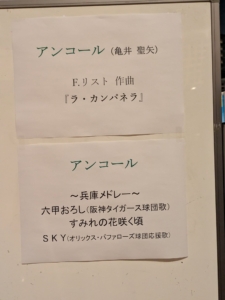 アンコール (亀井 聖矢)
F.リスト 作曲
『ラ・カンパネラ』
アンコール
～兵庫メドレー～
六甲おろし(阪神タイガース球団歌)
すみれの花咲く頃
ＳＫＹ(オリックス・バファローズ球団応援歌)